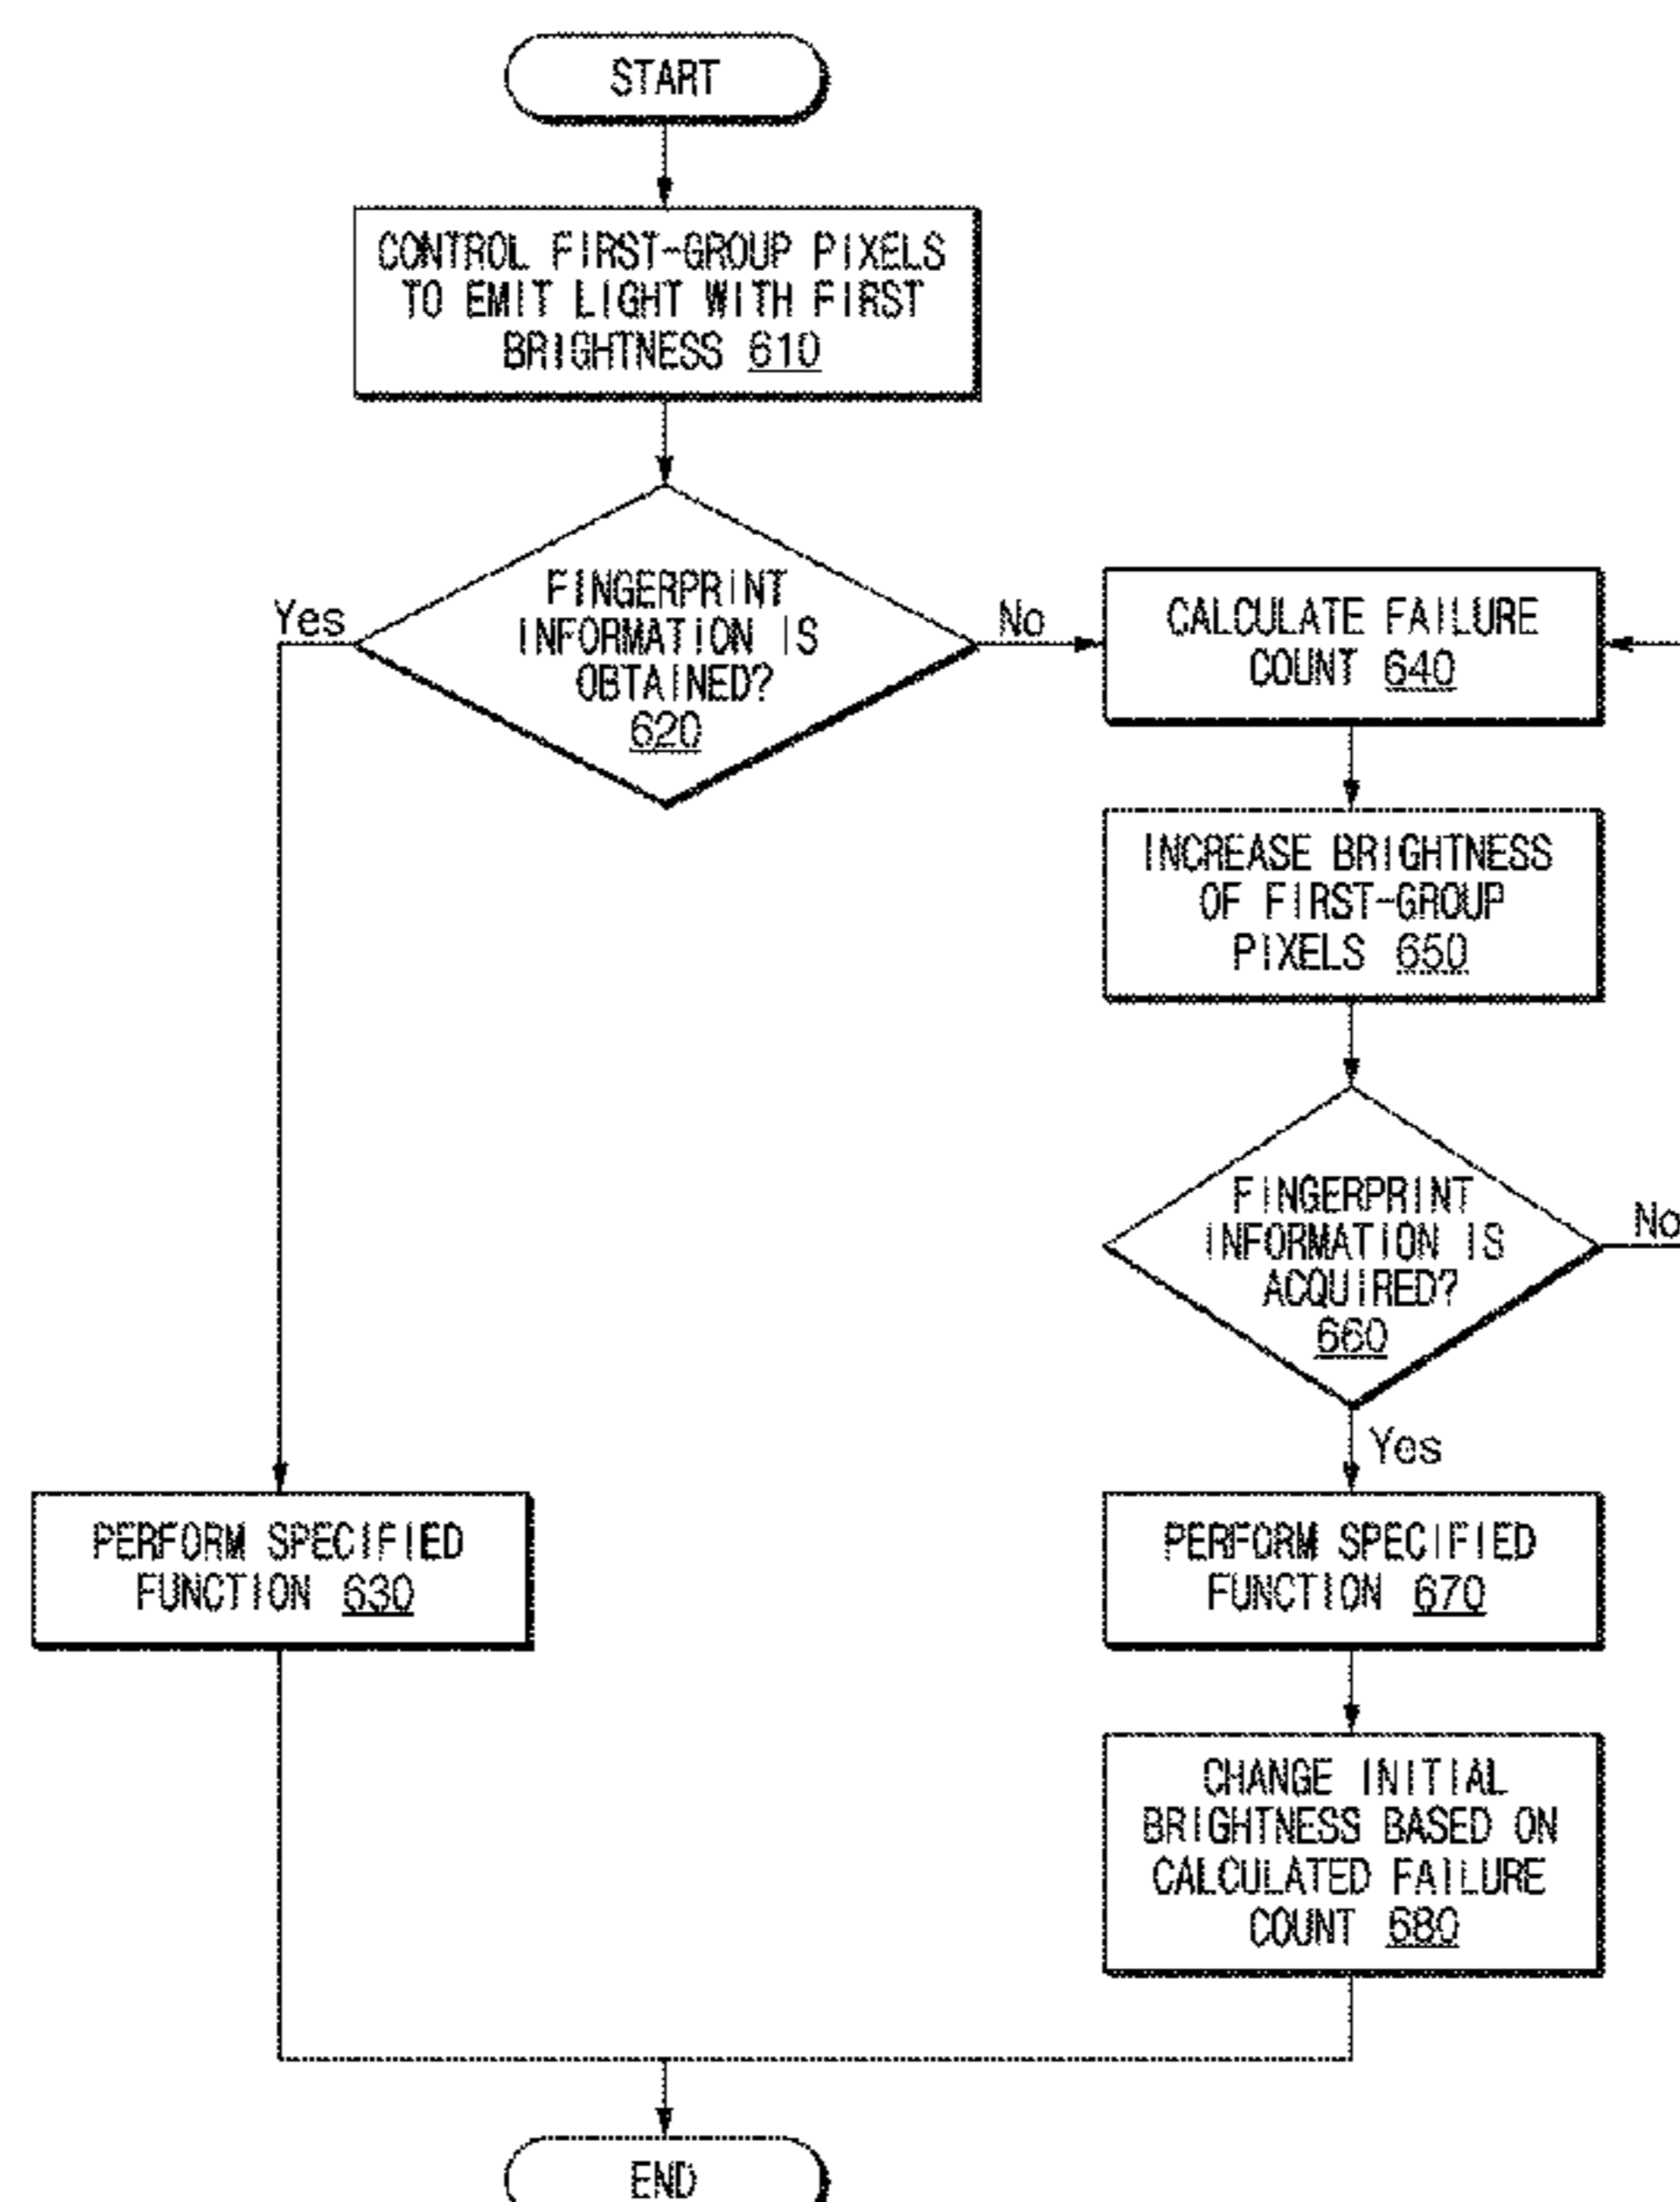 START
CONTROL FIRST-GROUP PIXELS
TO EMIT LIGHT WITH FIRST
BRIGHTNESS 610
FINGERPRINT
INFORMATION IS
OBTAINED?
620
Yes
No
CALCULATE FAILURE
COUNT 640
INCREASE BRIGHTNESS
OF FIRST-GROUP
PIXELS 650
FINGERPRINT
INFORMATION IS
ACQUIRED?
660
No
Yes
PERFORM SPECIFIED
FUNCTION 630
PERFORM SPECIFIED
FUNCTION 670
CHANGE INITIAL
BRIGHTNESS BASED ON
CALCULATED FAILURE
COUNT 680
END